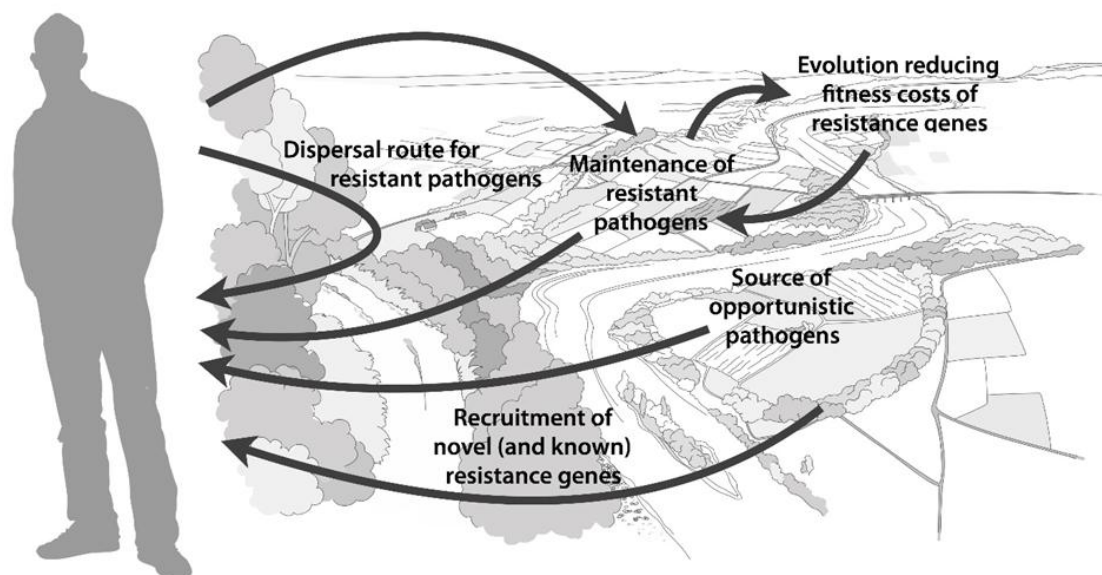 Evolution reducing
fitness costs of
resistance genes
Dispersal route for
resistant pathogens
Maintenance of
resistant
pathogens
Source of
opportunistic
pathogens
Recruitment of
novel (and known)
resistance genes